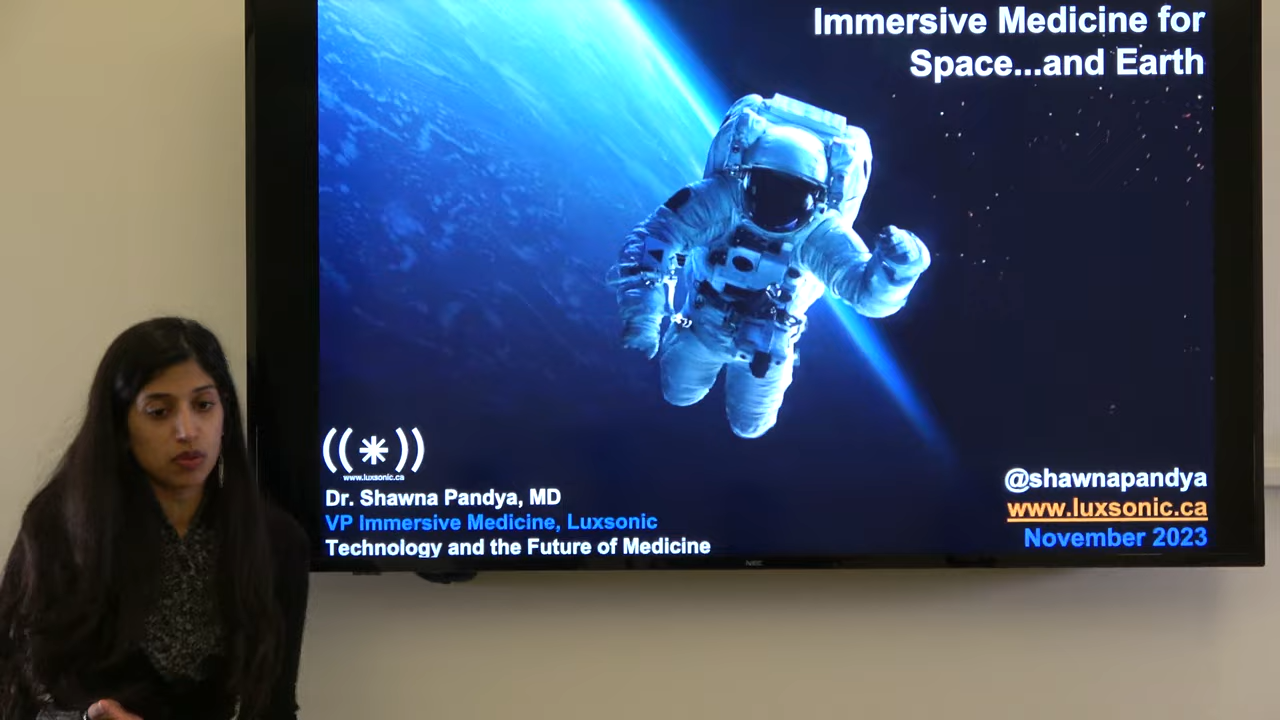 Immersive Medicine for
Space...and Earth
www.luxsonic.ca
Dr. Shawna Pandya, MD
VP Immersive Medicine, Luxsonic
Technology and the Future of Medicine
@shawnapandya
www.luxsonic.ca
November 2023
NEC